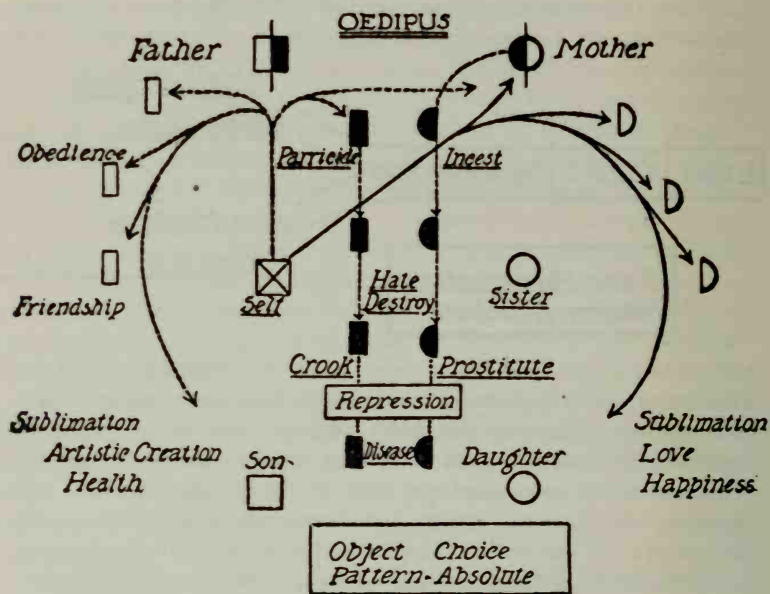 OEDIPUS
Father
Mother
Obedience
Parricide
Incest
Friendship
Self
Hate
Destroy
Sister
Crook
Prostitute
Repression
Sublimation
Artistic Creation
Health
Son
Disease
Daughter
Sublimation
Love
Happiness
Object Choice
Pattern-Absolute